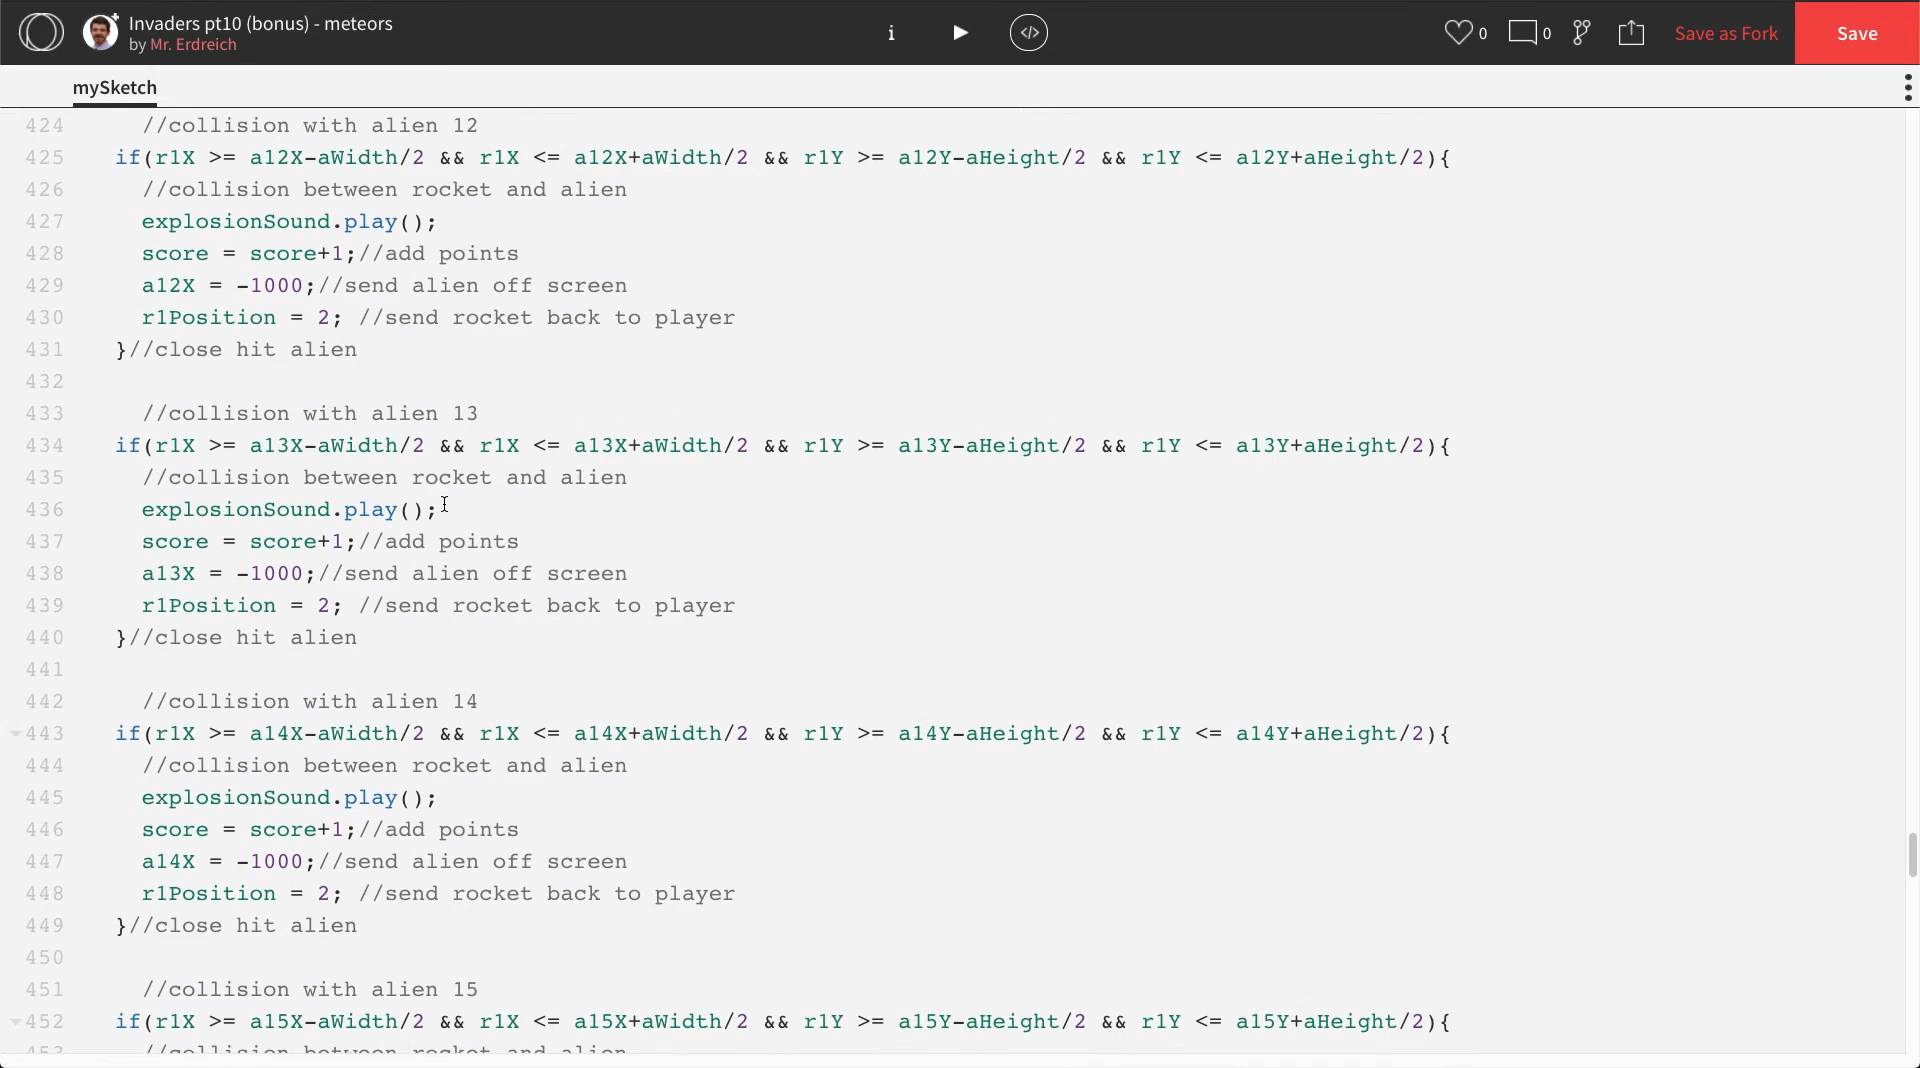 Invaders pt10 (bonus) - meteors
by Mr. Erdreich
i
</>
0
0
Save as Fork
Save
mySketch
424 //collision with alien 12
425 if(r1X >= a12X-aWidth/2 && r1X <= a12X+aWidth/2 && r1Y >= a12Y-aHeight/2 && r1Y <= a12Y+aHeight/2){
426 //collision between rocket and alien
427 explosionSound.play();
428 score = score+1;//add points
429 a12X = -1000;//send alien off screen
430 r1Position = 2; //send rocket back to player
431 }//close hit alien
432
433 //collision with alien 13
434 if(r1X >= a13X-aWidth/2 && r1X <= a13X+aWidth/2 && r1Y >= a13Y-aHeight/2 && r1Y <= a13Y+aHeight/2){
435 //collision between rocket and alien
436 explosionSound.play();
437 score = score+1;//add points
438 a13X = -1000;//send alien off screen
439 r1Position = 2; //send rocket back to player
440 }//close hit alien
441
442 //collision with alien 14
443 if(r1X >= a14X-aWidth/2 && r1X <= a14X+aWidth/2 && r1Y >= a14Y-aHeight/2 && r1Y <= a14Y+aHeight/2){
444 //collision between rocket and alien
445 explosionSound.play();
446 score = score+1;//add points
447 a14X = -1000;//send alien off screen
448 r1Position = 2; //send rocket back to player
449 }//close hit alien
450
451 //collision with alien 15
452 if(r1X >= a15X-aWidth/2 && r1X <= a15X+aWidth/2 && r1Y >= a15Y-aHeight/2 && r1Y <= a15Y+aHeight/2){
453 //collision between rocket and alien